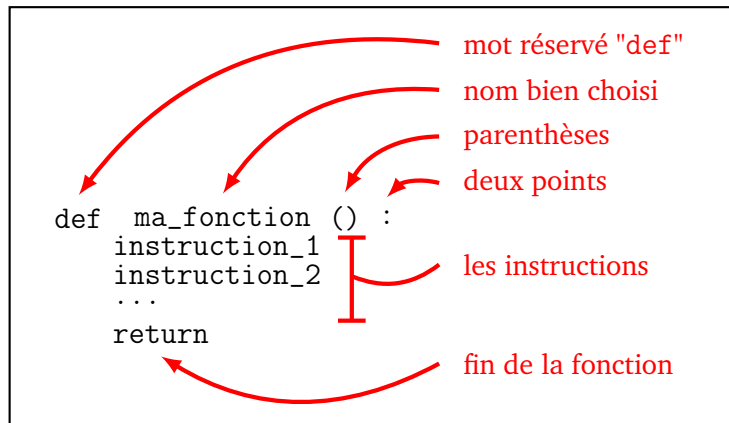 mot réservé "def"
nom bien choisi
parenthèses
deux points
def ma_fonction () :
instruction_1
instruction_2
les instructions
...
return
fin de la fonction